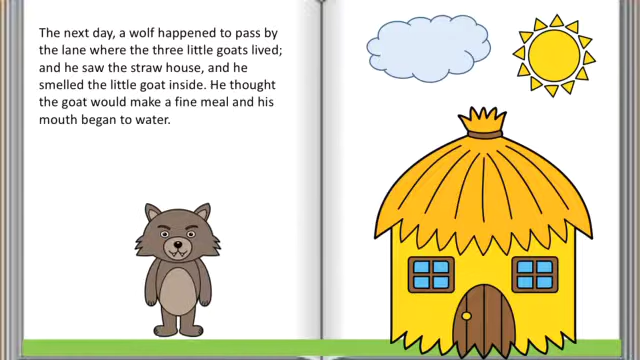 The next day, a wolf happened to pass by
the lane where the three little goats lived;
and he saw the straw house, and he
smelled the little goat inside. He thought
the goat would make a fine meal and his
mouth began to water.